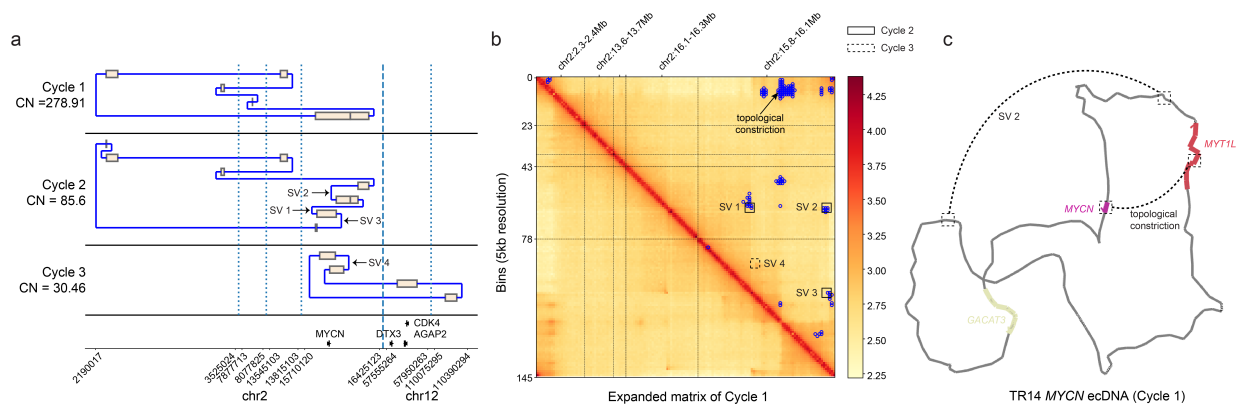 a
Cycle 1
CN =278.91
Cycle 2
CN = 85.6
SV 2
SV 1
SV 3
Cycle 3
CN = 30.46
SV 4
MYCN
DTX3
CDK4
AGAP2
2190017
3525024
7877713
8077825
13545103
13815103
15710120
16425123
57555264
57950263
110075295
110390294
chr2
chr12
b
chr2:2.3-2.4Mb
chr2:13.6-13.7Mb
chr2:16.1-16.3Mb
chr2:15.8-16.1Mb
Cycle 2
Cycle 3
Bins (5kb resolution)
0
23
43
78
145
topological
constriction
SV 1
SV 2
SV 4
SV 3
Expanded matrix of Cycle 1
4.25
4.00
3.75
3.50
3.25
3.00
2.75
2.50
2.25
c
SV 2
MYT1L
MYCN
topological
constriction
GACAT3
TR14 MYCN ecDNA (Cycle 1)